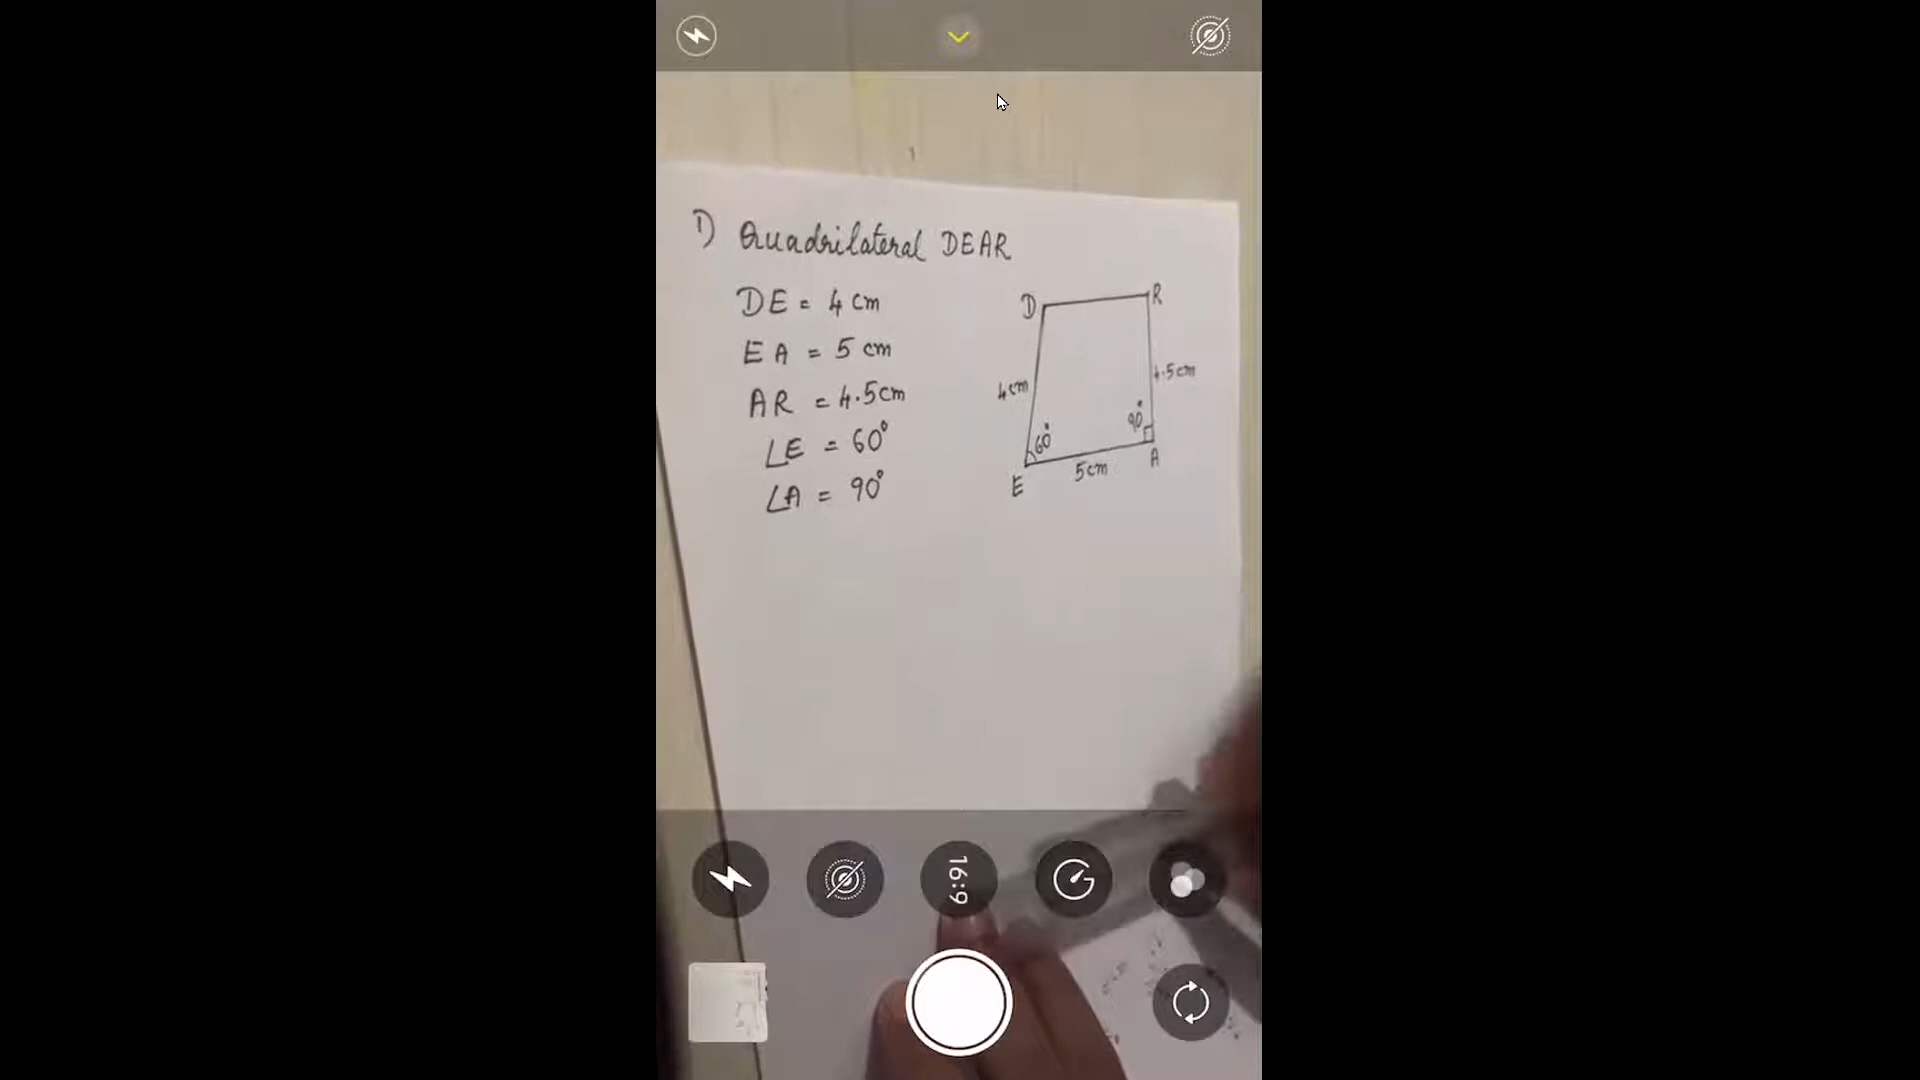 1) Quadrilateral DEAR
DE = 4 cm
EA = 5 cm
AR = 4.5cm
∠E = 60°
∠A = 90°
D
R
4cm
4.5cm
60°
90°
E
5cm
A
16:9